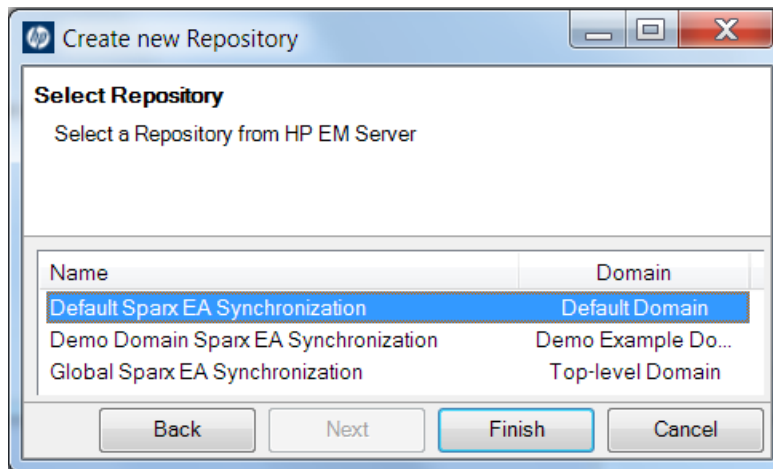 Create new Repository
Select Repository
Select a Repository from HP EM Server
Name Domain
Default Sparx EA Synchronization Default Domain
Demo Domain Sparx EA Synchronization Demo Example Do...
Global Sparx EA Synchronization Top-level Domain
Back Next Finish Cancel